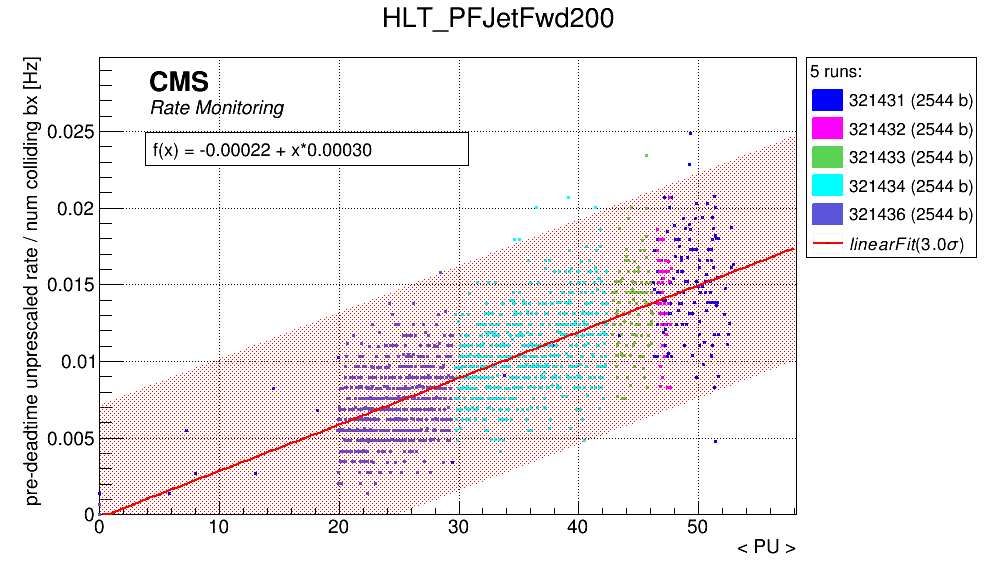 HLT_PFJetFwd200
pre-deadtime unprescaled rate / num colliding bx [Hz]
CMS
Rate Monitoring
f(x) = -0.00022 + x*0.00030
0.025
0.02
0.015
0.01
0.005
0
0 10 20 30 40 50
< PU >
5 runs:
321431 (2544 b)
321432 (2544 b)
321433 (2544 b)
321434 (2544 b)
321436 (2544 b)
linearFit(3.0σ)